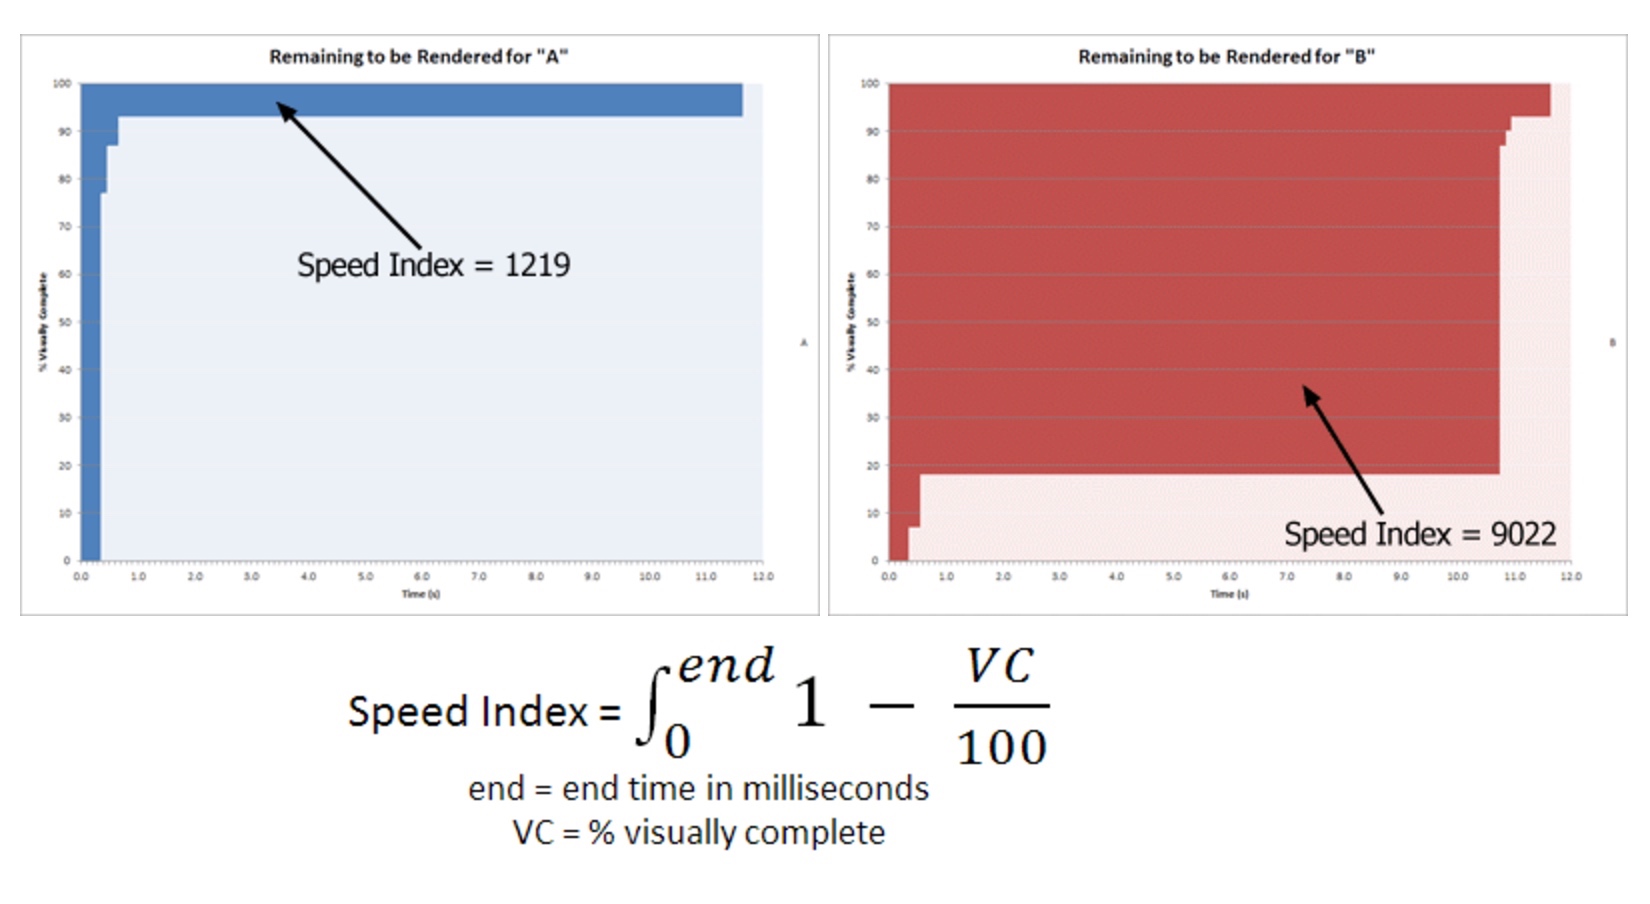 Remaining to be Rendered for "A"
100
90
80
70
60
50
40
30
20
10
0
% Visually Complete
Speed Index = 1219
A
0.0 1.0 2.0 3.0 4.0 5.0 6.0 7.0 8.0 9.0 10.0 11.0 12.0
Time (s)
Remaining to be Rendered for "B"
100
90
80
70
60
50
40
30
20
10
0
% Visually Complete
Speed Index = 9022
B
0.0 1.0 2.0 3.0 4.0 5.0 6.0 7.0 8.0 9.0 10.0 11.0 12.0
Time (s)
Speed Index = ∫₀^end 1 − VC/100
end = end time in milliseconds
VC = % visually complete